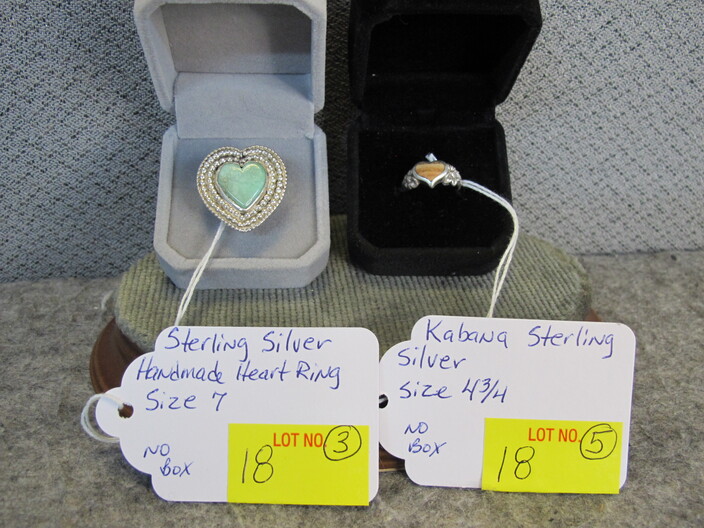 Sterling Silver
Handmade Heart Ring
Size 7
NO
BOX
LOT NO. 3
18
Kabana Sterling
Silver
Size 4 3/4
NO
BOX
LOT NO. 5
18